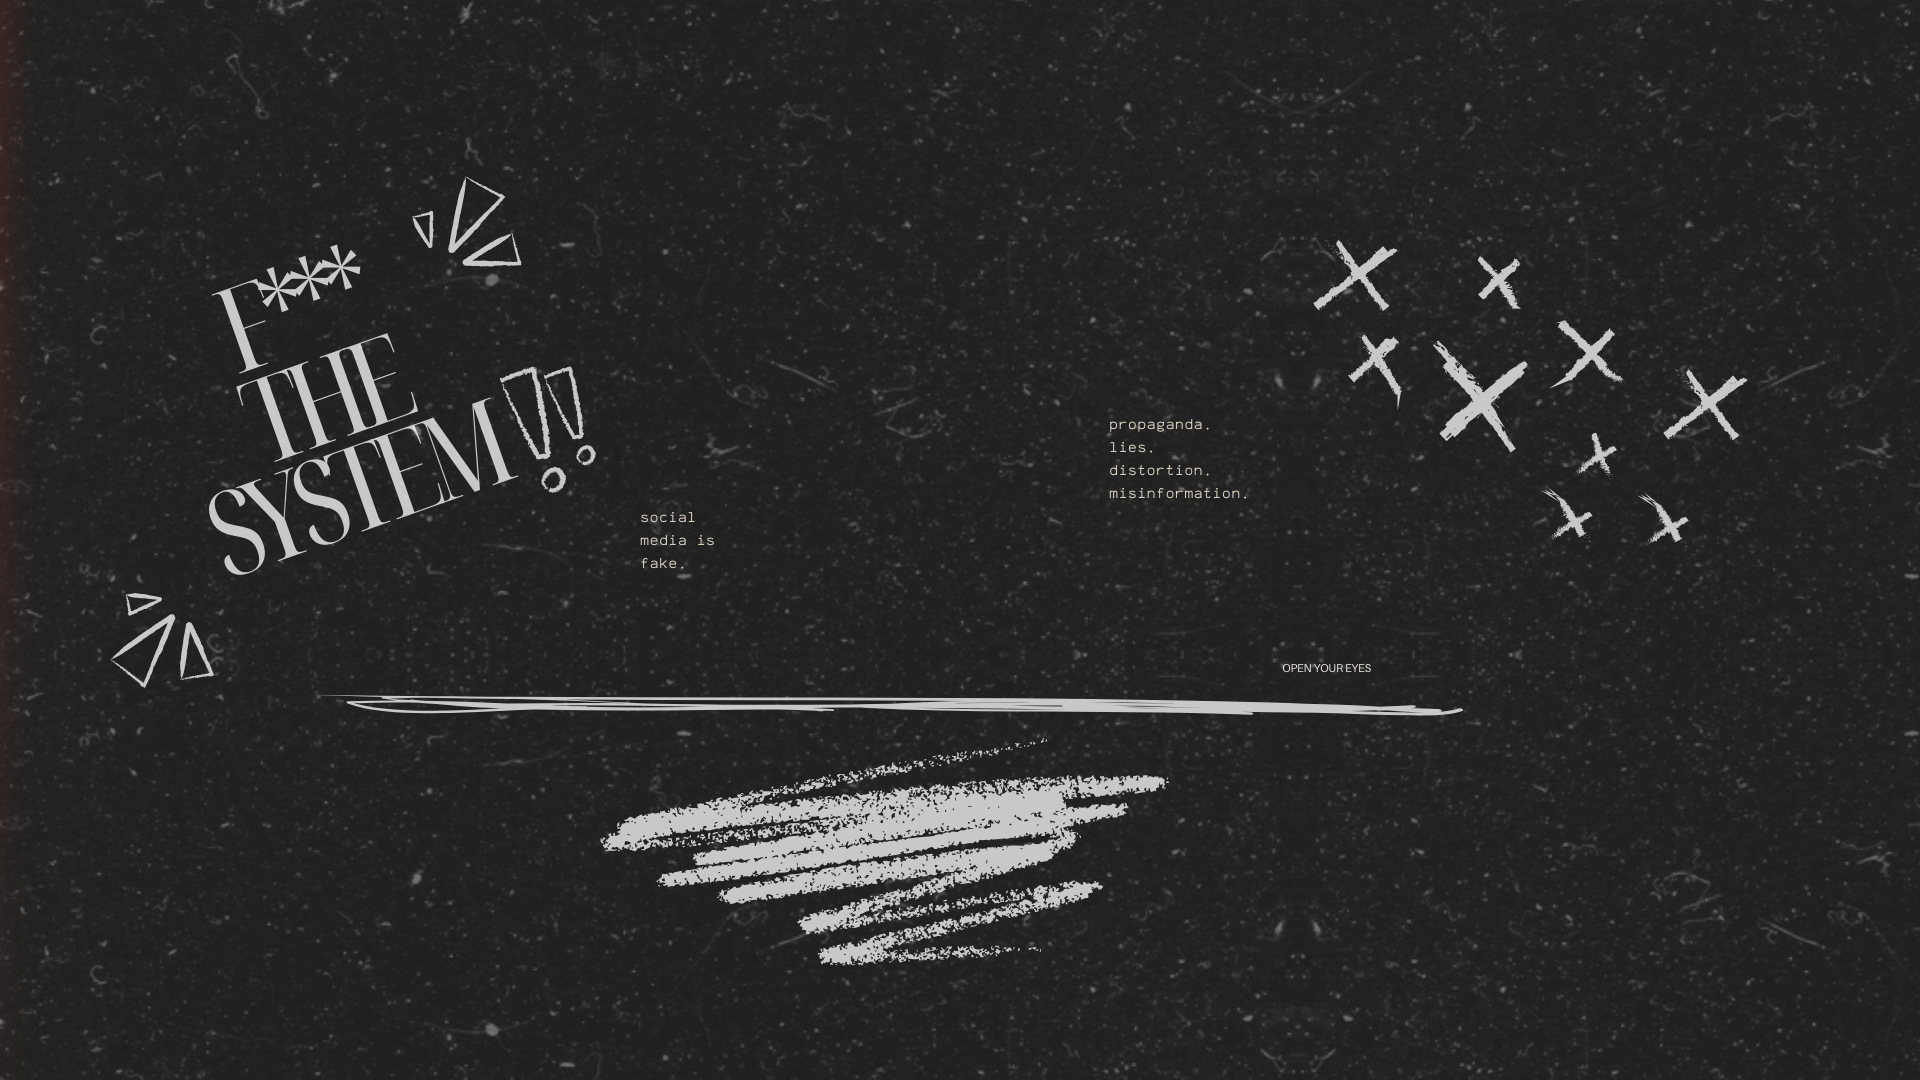 F***
THE
SYSTEM!!
social
media is
fake.
propaganda.
lies.
distortion.
misinformation.
OPEN YOUR EYES